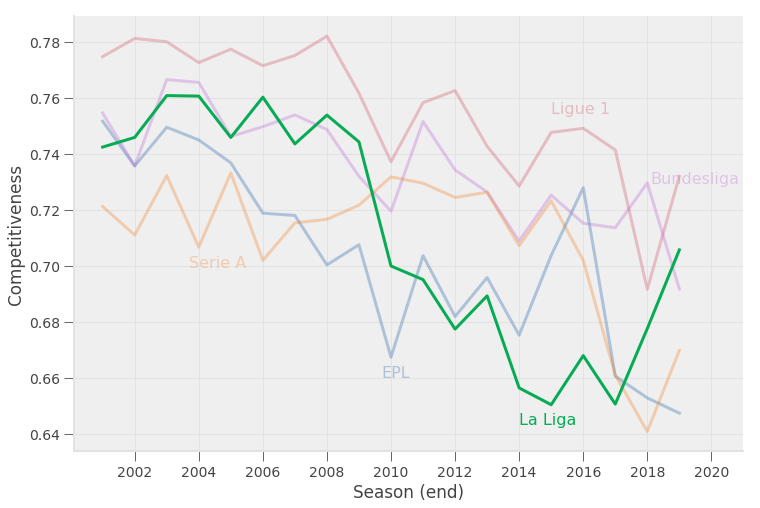 Competitiveness
0.78
0.76
0.74
0.72
0.70
0.68
0.66
0.64
Ligue 1
Bundesliga
Serie A
EPL
La Liga
2002 2004 2006 2008 2010 2012 2014 2016 2018 2020
Season (end)